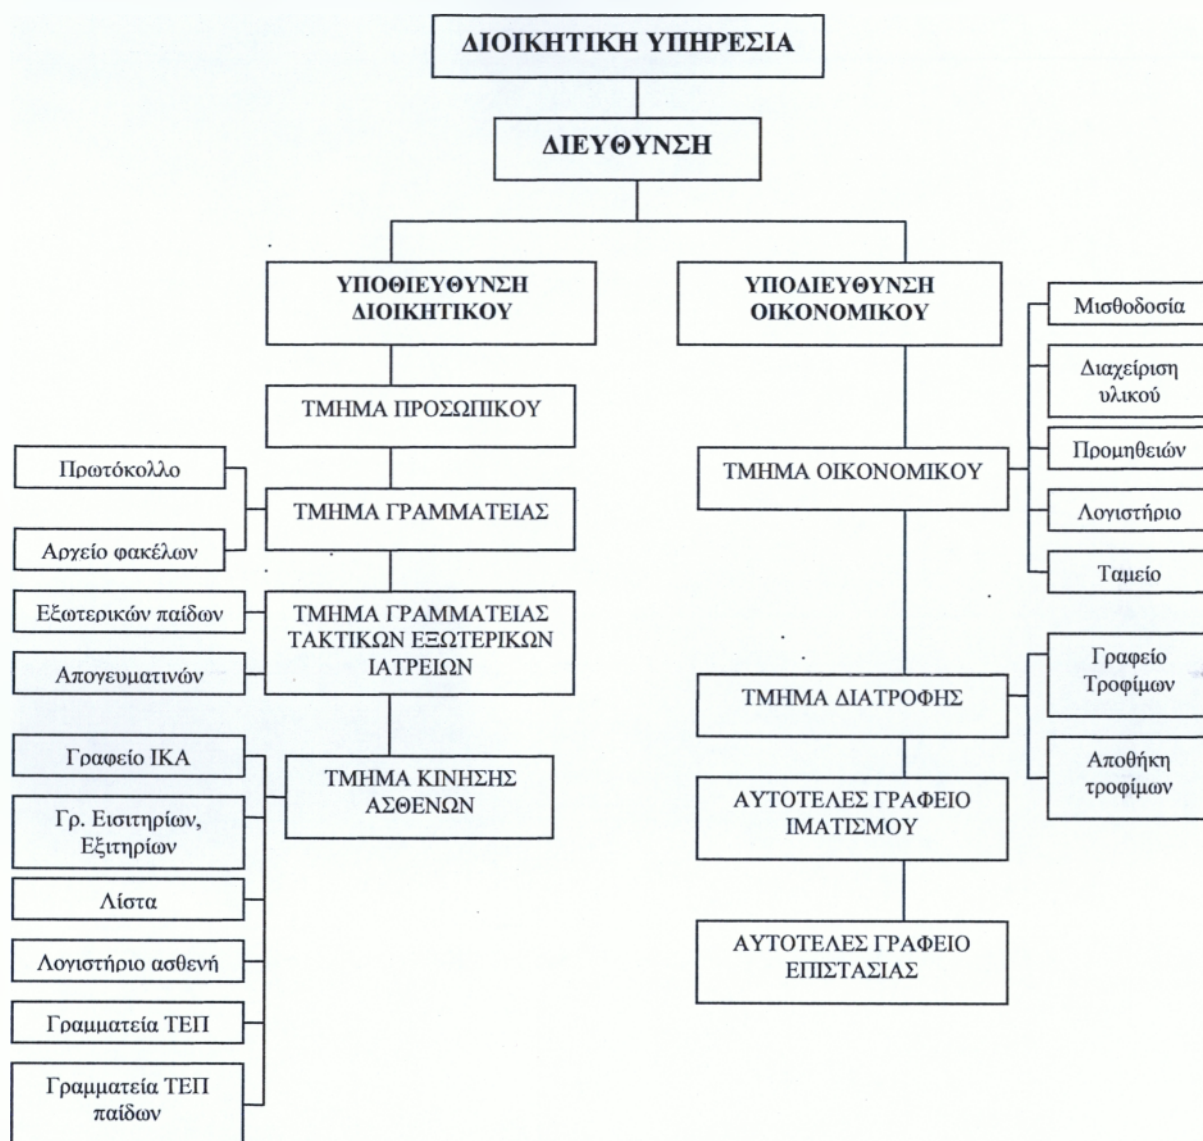 ΔΙΟΙΚΗΤΙΚΗ ΥΠΗΡΕΣΙΑ
ΔΙΕΥΘΥΝΣΗ
ΥΠΟΘΙΕΥΘΥΝΣΗ
ΔΙΟΙΚΗΤΙΚΟΥ
ΤΜΗΜΑ ΠΡΟΣΩΠΙΚΟΥ
Πρωτόκολλο
Αρχείο φακέλων
ΤΜΗΜΑ ΓΡΑΜΜΑΤΕΙΑΣ
Εξωτερικών παίδων
Απογευματινών
ΤΜΗΜΑ ΓΡΑΜΜΑΤΕΙΑΣ
ΤΑΚΤΙΚΩΝ ΕΞΩΤΕΡΙΚΩΝ
ΙΑΤΡΕΙΩΝ
Γραφείο ΙΚΑ
Γρ. Εισιτηρίων,
Εξιτηρίων
Λίστα
Λογιστήριο ασθενή
Γραμματεία ΤΕΠ
Γραμματεία ΤΕΠ
παίδων
ΤΜΗΜΑ ΚΙΝΗΣΗΣ
ΑΣΘΕΝΩΝ
ΥΠΟΔΙΕΥΘΥΝΣΗ
ΟΙΚΟΝΟΜΙΚΟΥ
ΤΜΗΜΑ ΟΙΚΟΝΟΜΙΚΟΥ
Μισθοδοσία
Διαχείριση
υλικού
Προμηθειών
Λογιστήριο
Ταμείο
ΤΜΗΜΑ ΔΙΑΤΡΟΦΗΣ
Γραφείο
Τροφίμων
Αποθήκη
τροφίμων
ΑΥΤΟΤΕΛΕΣ ΓΡΑΦΕΙΟ
ΙΜΑΤΙΣΜΟΥ
ΑΥΤΟΤΕΛΕΣ ΓΡΑΦΕΙΟ
ΕΠΙΣΤΑΣΙΑΣ